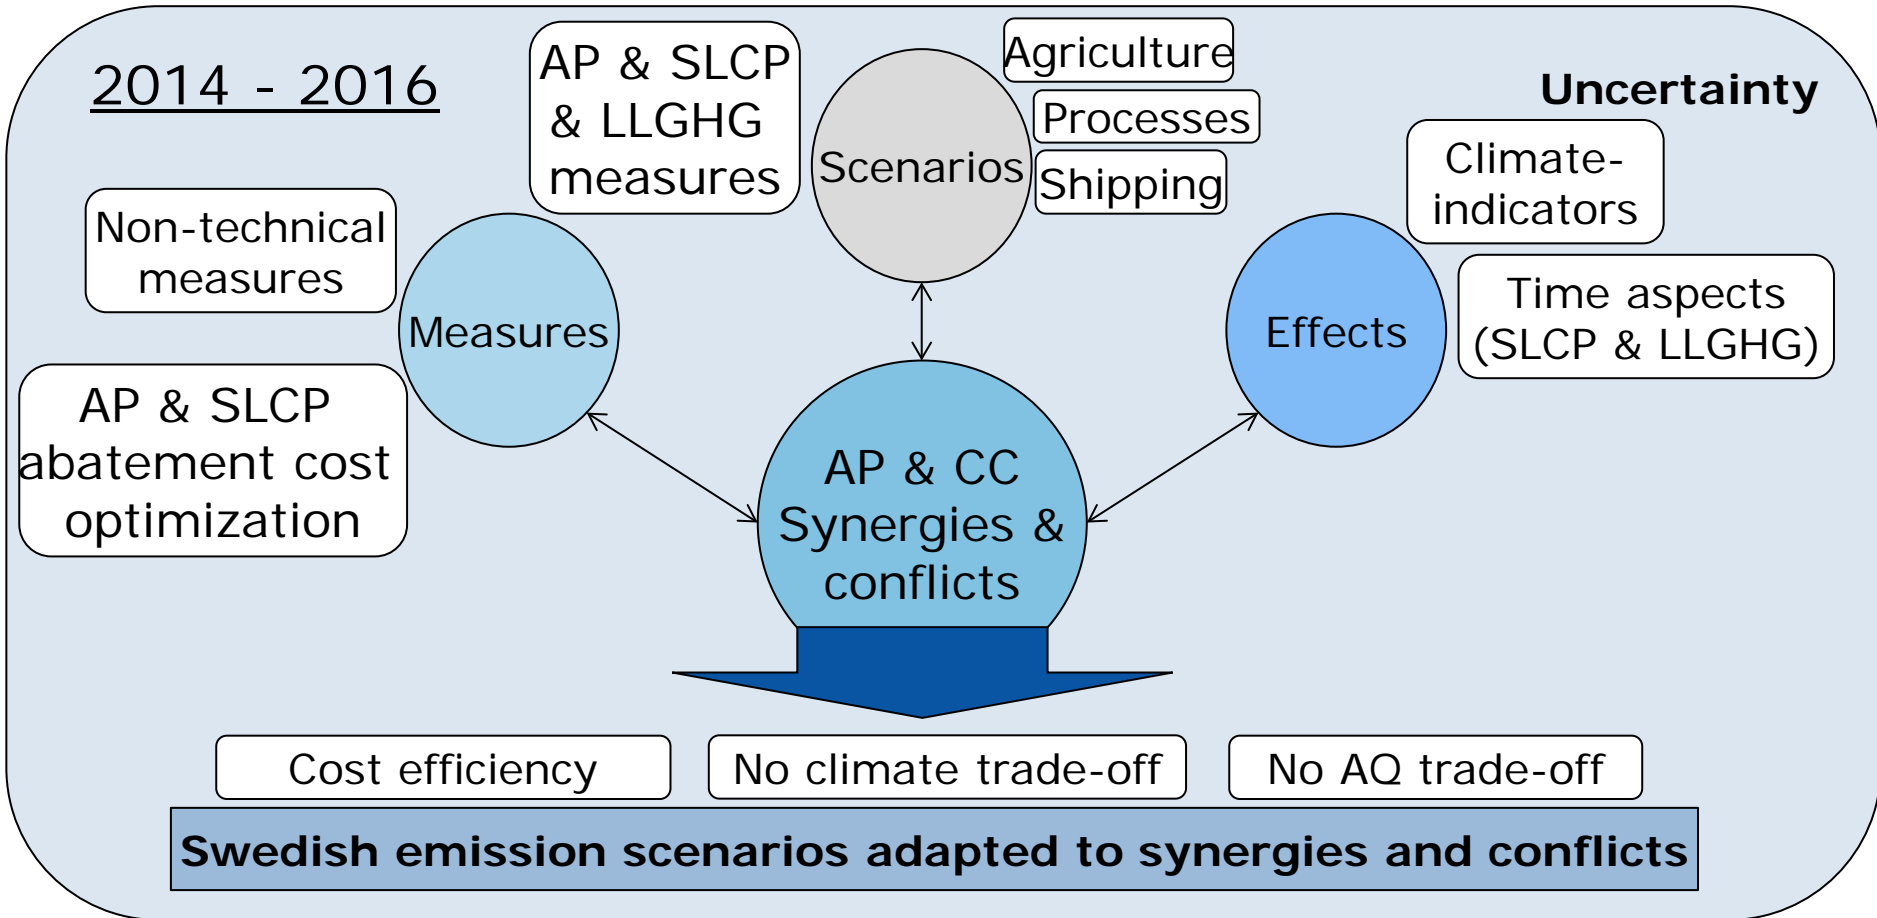 2014 - 2016
Uncertainty
AP & SLCP
& LLGHG
measures
Scenarios
Agriculture
Processes
Shipping
Climate-
indicators
Time aspects
(SLCP & LLGHG)
Effects
Non-technical
measures
Measures
AP & SLCP
abatement cost
optimization
AP & CC
Synergies &
conflicts
Cost efficiency
No climate trade-off
No AQ trade-off
Swedish emission scenarios adapted to synergies and conflicts